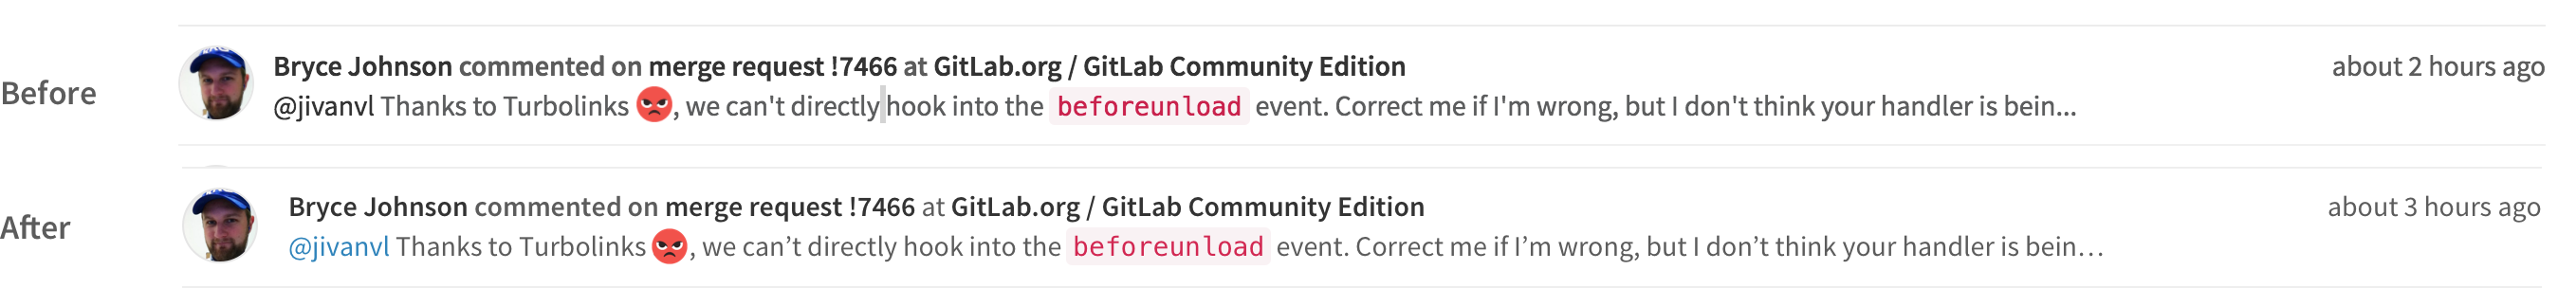 Before
Bryce Johnson commented on merge request !7466 at GitLab.org / GitLab Community Edition
about 2 hours ago
@jivanvl Thanks to Turbolinks 😡, we can't directly hook into the beforeunload event. Correct me if I'm wrong, but I don't think your handler is bein...
After
Bryce Johnson commented on merge request !7466 at GitLab.org / GitLab Community Edition
about 3 hours ago
@jivanvl Thanks to Turbolinks 😡, we can’t directly hook into the beforeunload event. Correct me if I’m wrong, but I don’t think your handler is bein…